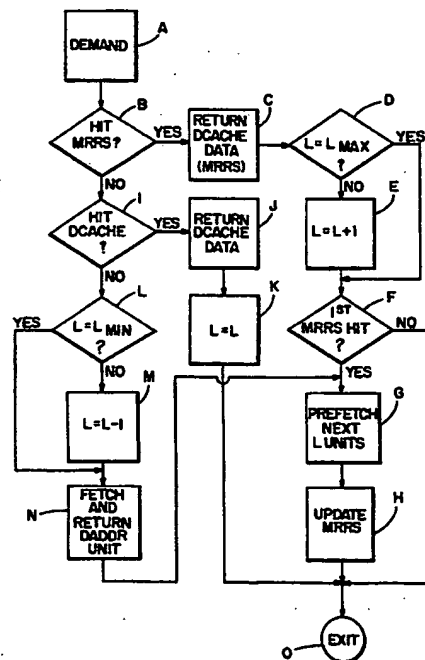 A
DEMAND
B
HIT
MRRS?
YES
NO
C
RETURN
DCACHE
DATA
(MRRS)
D
L=L MAX
?
YES
NO
E
L=L+1
F
1ST
MRRS HIT
?
NO
YES
I
HIT
DCACHE
?
YES
NO
J
RETURN
DCACHE
DATA
K
L=L
L
L=L MIN
?
YES
NO
M
L=L-1
G
PREFETCH
NEXT
L UNITS
N
FETCH
AND
RETURN
DADDR
UNIT
H
UPDATE
MRRS
O
EXIT